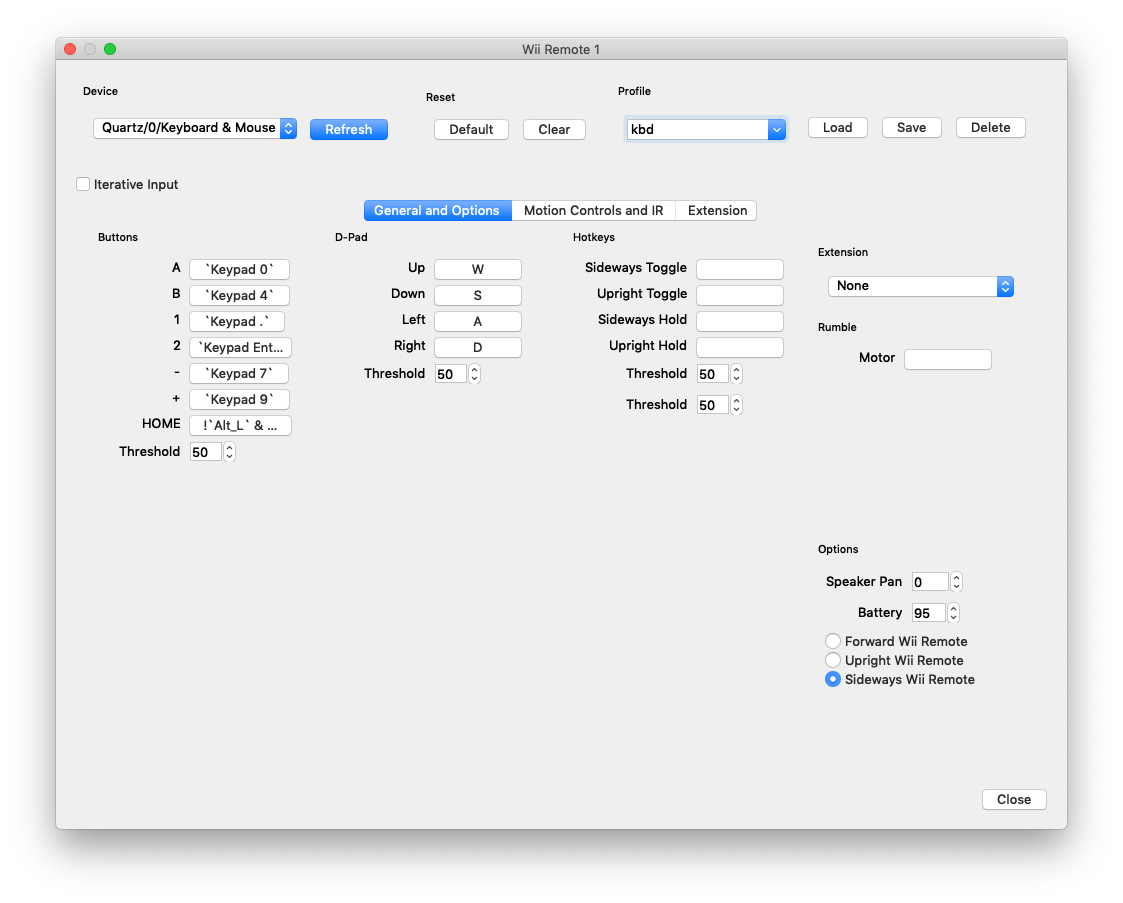 Wii Remote 1
Device
Reset
Profile
Quartz/0/Keyboard & Mouse
Refresh
Default
Clear
kbd
Load
Save
Delete
Iterative Input
General and Options
Motion Controls and IR
Extension
Buttons
A `Keypad 0`
B `Keypad 4`
1 `Keypad .`
2 `Keypad Ent...
- `Keypad 7`
+ `Keypad 9`
HOME !`Alt_L` & ...
Threshold 50
D-Pad
Up W
Down S
Left A
Right D
Threshold 50
Hotkeys
Sideways Toggle
Upright Toggle
Sideways Hold
Upright Hold
Threshold 50
Threshold 50
Extension
None
Rumble
Motor
Options
Speaker Pan 0
Battery 95
Forward Wii Remote
Upright Wii Remote
Sideways Wii Remote
Close